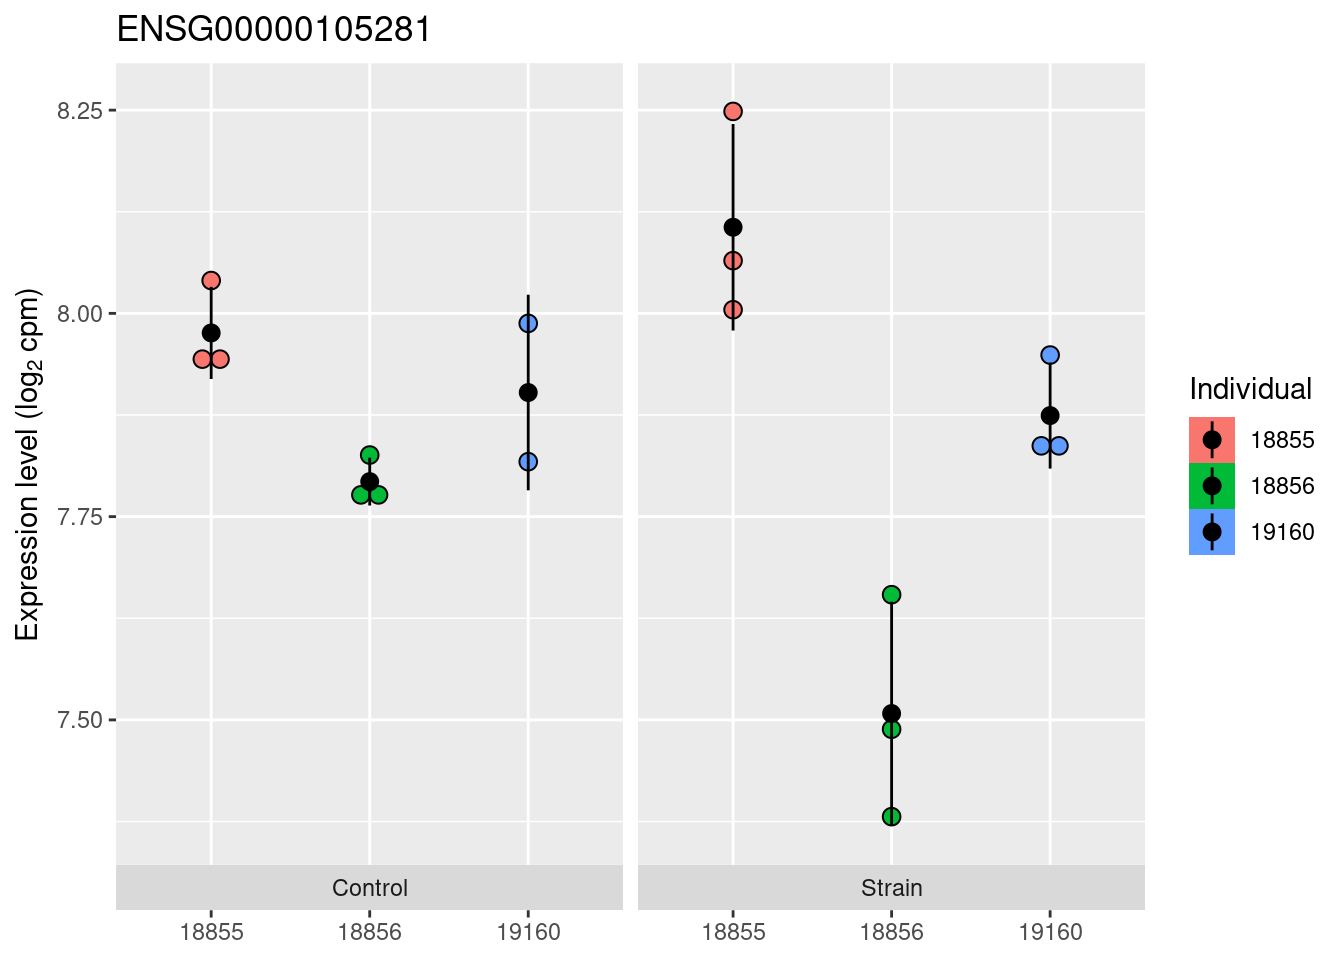 ENSG00000105281
Expression level (log₂ cpm)
8.25
8.00
7.75
7.50
Control
Strain
18855
18856
19160
18855
18856
19160
Individual
18855
18856
19160